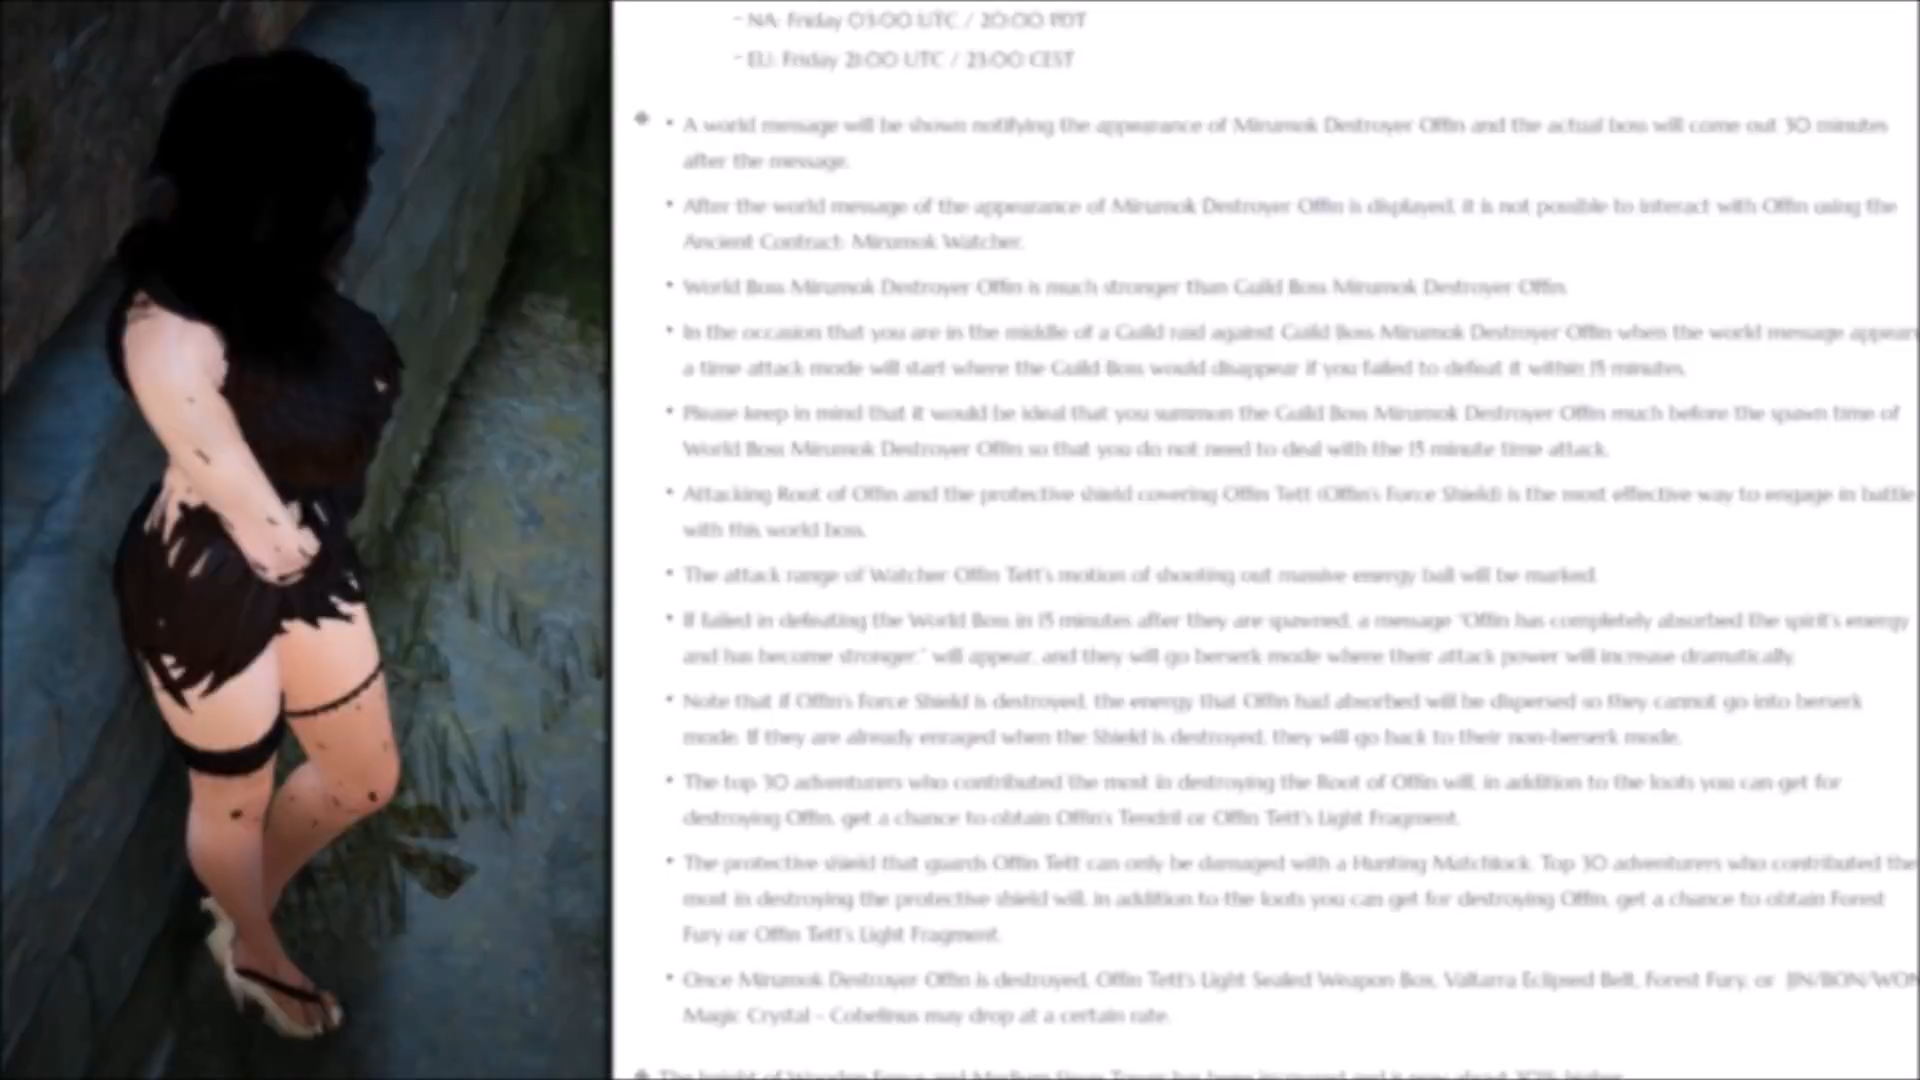 - NA: Friday 03:00 UTC / 20:00 PDT
- EU: Friday 21:00 UTC / 23:00 CEST
• A world message will be shown notifying the appearance of Mirumok Destroyer Offin and the actual boss will come out 30 minutes
after the message.
• After the world message of the appearance of Mirumok Destroyer Offin is displayed, it is not possible to interact with Offin using the
Ancient Contract: Mirumok Watcher.
• World Boss Mirumok Destroyer Offin is much stronger than Guild Boss Mirumok Destroyer Offin.
• In the occasion that you are in the middle of a Guild raid against Guild Boss Mirumok Destroyer Offin when the world message appears
a time attack mode will start where the Guild Boss would disappear if you failed to defeat it within 15 minutes.
• Please keep in mind that it would be ideal that you summon the Guild Boss Mirumok Destroyer Offin much before the spawn time of
World Boss Mirumok Destroyer Offin so that you do not need to deal with the 15 minute time attack.
• Attacking Root of Offin and the protective shield covering Offin Tett (Offin's Force Shield) is the most effective way to engage in battle
with this world boss.
• The attack range of Watcher Offin Tett's motion of shooting out massive energy ball will be marked.
• If failed in defeating the World Boss in 15 minutes after they are spawned, a message "Offin has completely absorbed the spirit's energy
and has become stronger." will appear, and they will go berserk mode where their attack power will increase dramatically.
• Note that if Offin's Force Shield is destroyed, the energy that Offin had absorbed will be dispersed so they cannot go into berserk
mode. If they are already enraged when the Shield is destroyed, they will go back to their non-berserk mode.
• The top 30 adventurers who contributed the most in destroying the Root of Offin will, in addition to the loots you can get for
destroying Offin, get a chance to obtain Offin's Tendril or Offin Tett's Light Fragment.
• The protective shield that guards Offin Tett can only be damaged with a Hunting Matchlock. Top 30 adventurers who contributed the
most in destroying the protective shield will, in addition to the loots you can get for destroying Offin, get a chance to obtain Forest
Fury or Offin Tett's Light Fragment.
• Once Mirumok Destroyer Offin is destroyed, Offin Tett's Light Sealed Weapon Box, Valtarra Eclipsed Belt, Forest Fury, or JIN/BON/WON
Magic Crystal - Cobelinus may drop at a certain rate.